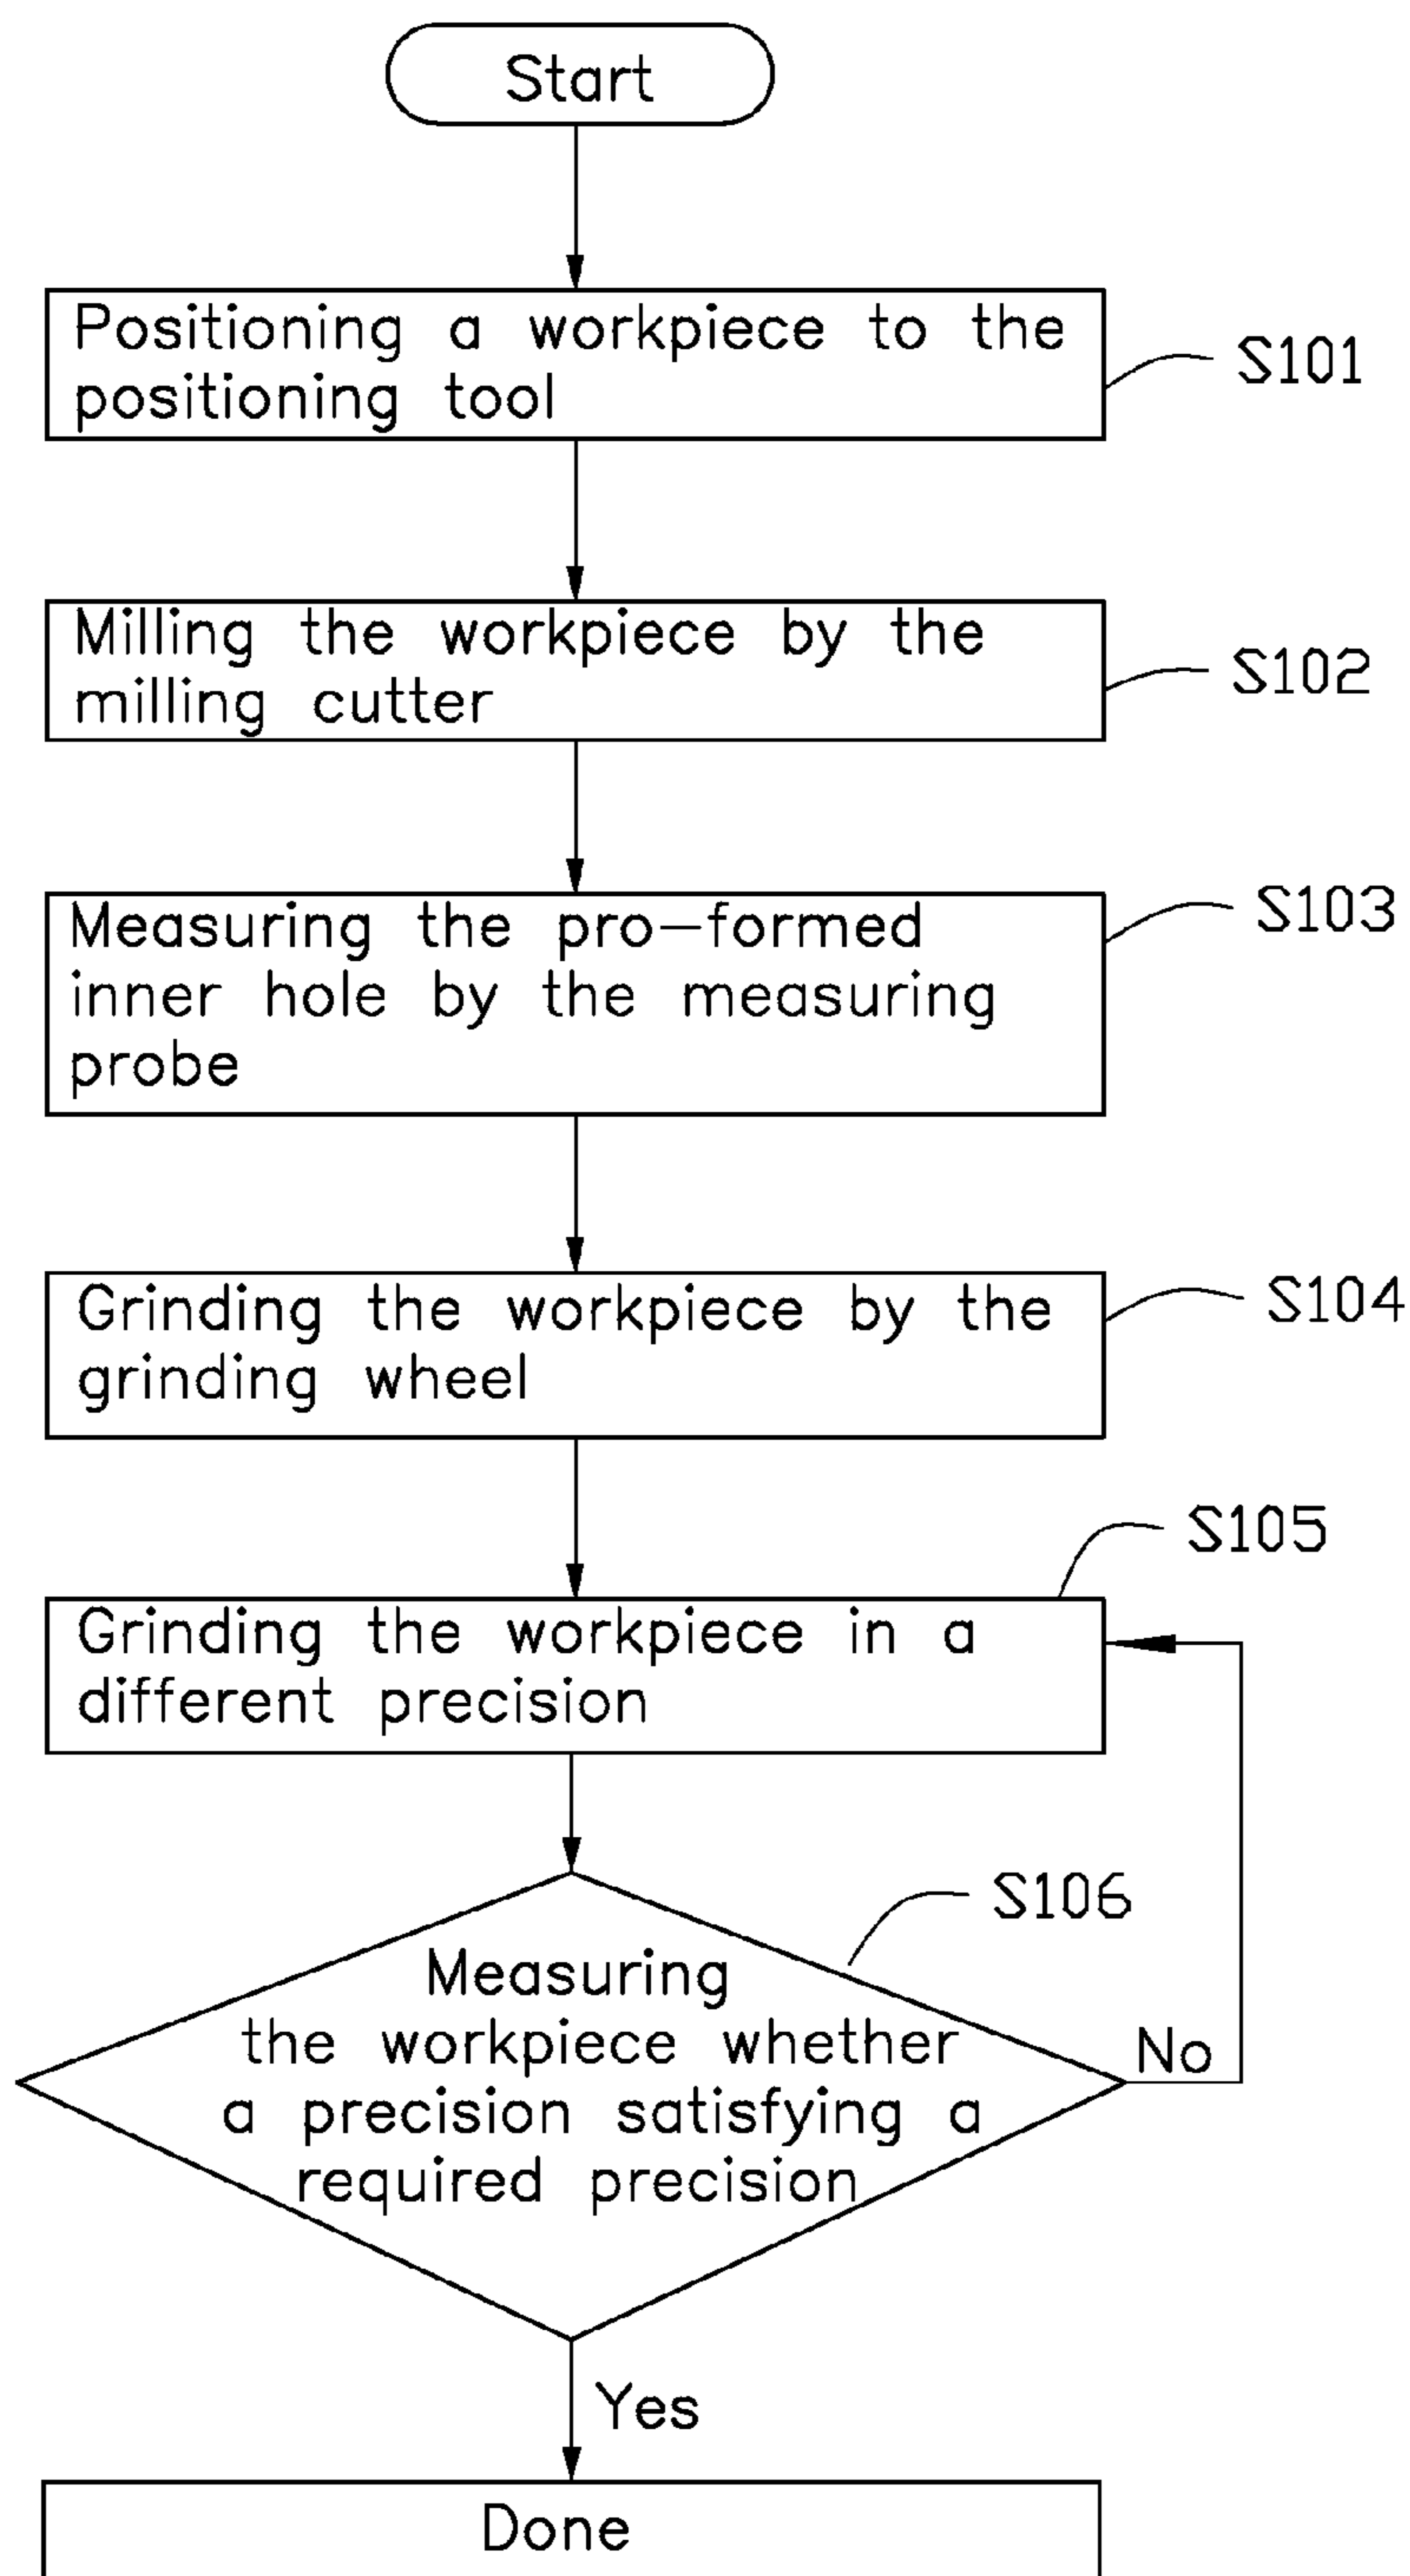 Start
Positioning a workpiece to the
positioning tool
S101
Milling the workpiece by the
milling cutter
S102
Measuring the pro-formed
inner hole by the measuring
probe
S103
Grinding the workpiece by the
grinding wheel
S104
S105
Grinding the workpiece in a
different precision
S106
Measuring
the workpiece whether
a precision satisfying a
required precision
No
Yes
Done